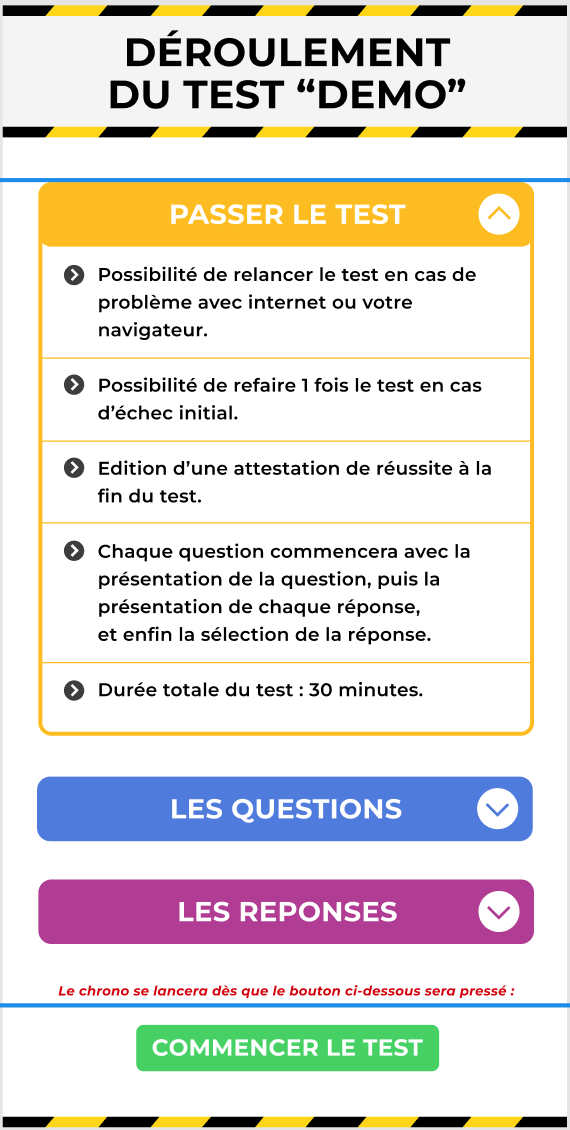 DÉROULEMENT
DU TEST “DEMO”
PASSER LE TEST
Possibilité de relancer le test en cas de
problème avec internet ou votre
navigateur.
Possibilité de refaire 1 fois le test en cas
d’échec initial.
Edition d’une attestation de réussite à la
fin du test.
Chaque question commencera avec la
présentation de la question, puis la
présentation de chaque réponse,
et enfin la sélection de la réponse.
Durée totale du test : 30 minutes.
LES QUESTIONS
LES REPONSES
Le chrono se lancera dès que le bouton ci-dessous sera pressé :
COMMENCER LE TEST